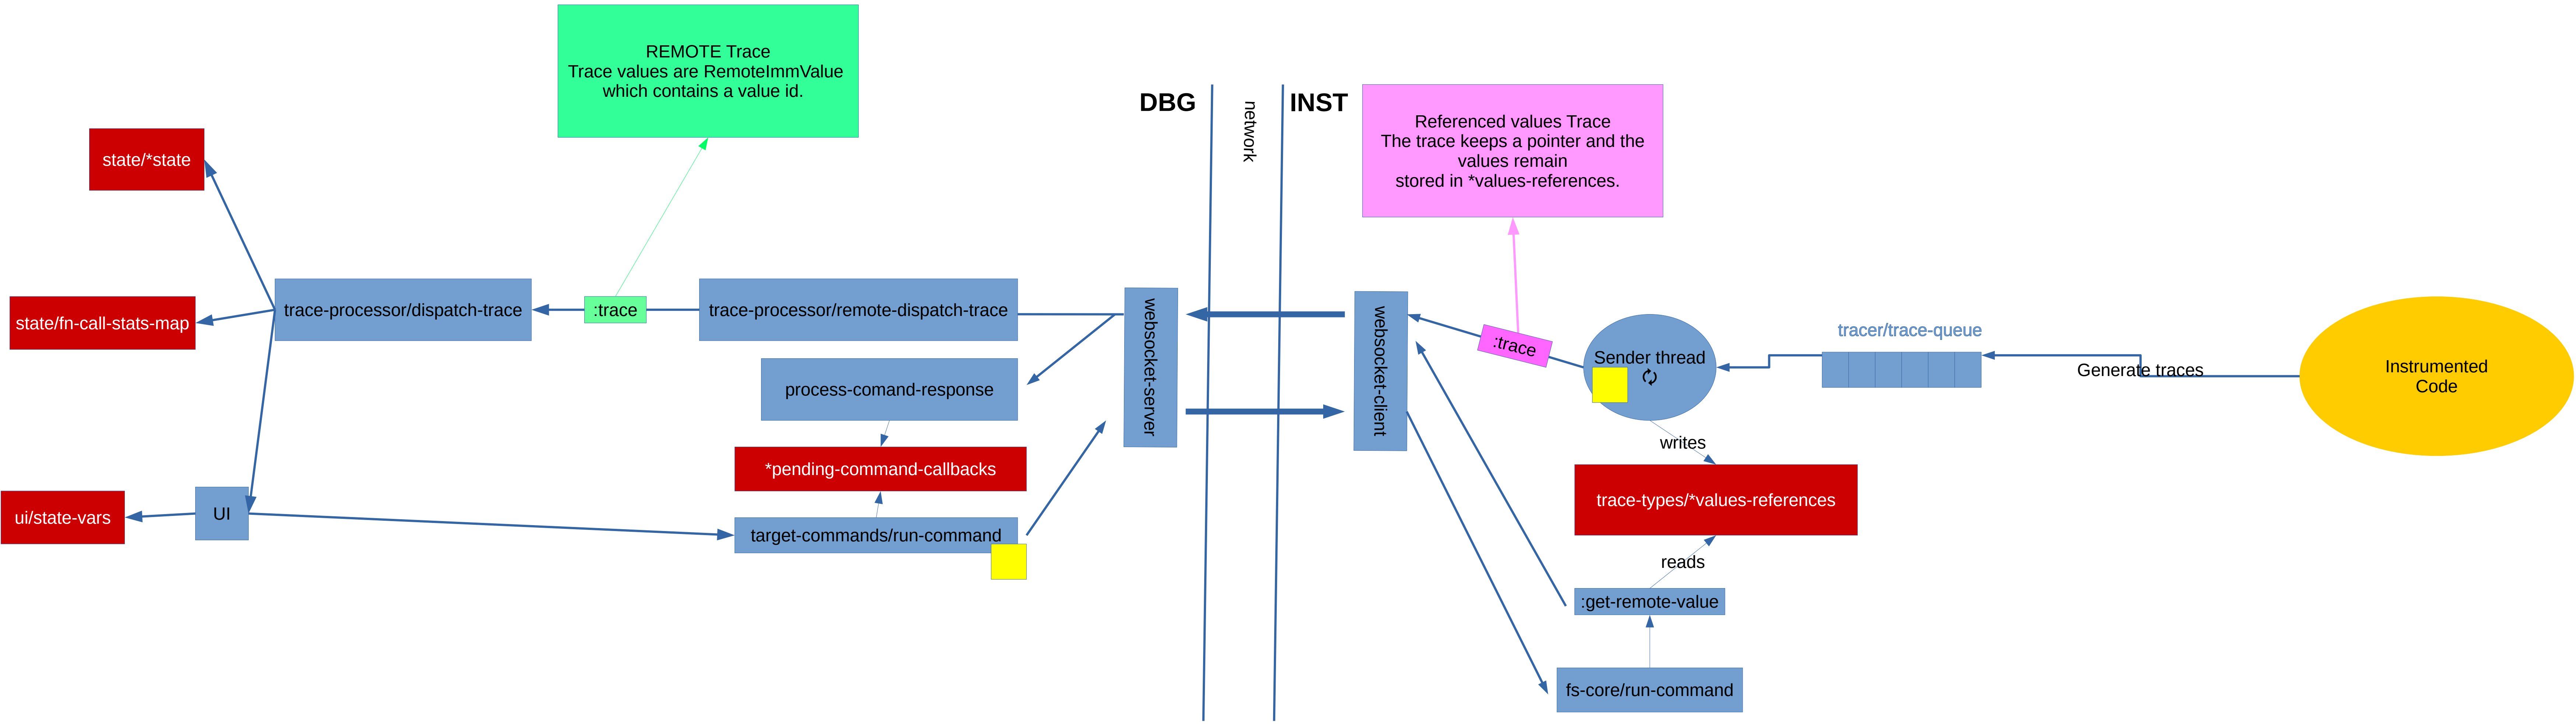 REMOTE Trace
Trace values are RemoteImmValue
which contains a value id.
DBG
network
INST
Referenced values Trace
The trace keeps a pointer and the
values remain
stored in *values-references.
state/*state
state/fn-call-stats-map
trace-processor/dispatch-trace
:trace
trace-processor/remote-dispatch-trace
process-comand-response
*pending-command-callbacks
ui/state-vars
UI
target-commands/run-command
websocket-server
websocket-client
:trace
Sender thread
tracer/trace-queue
Generate traces
Instrumented
Code
writes
trace-types/*values-references
reads
:get-remote-value
fs-core/run-command